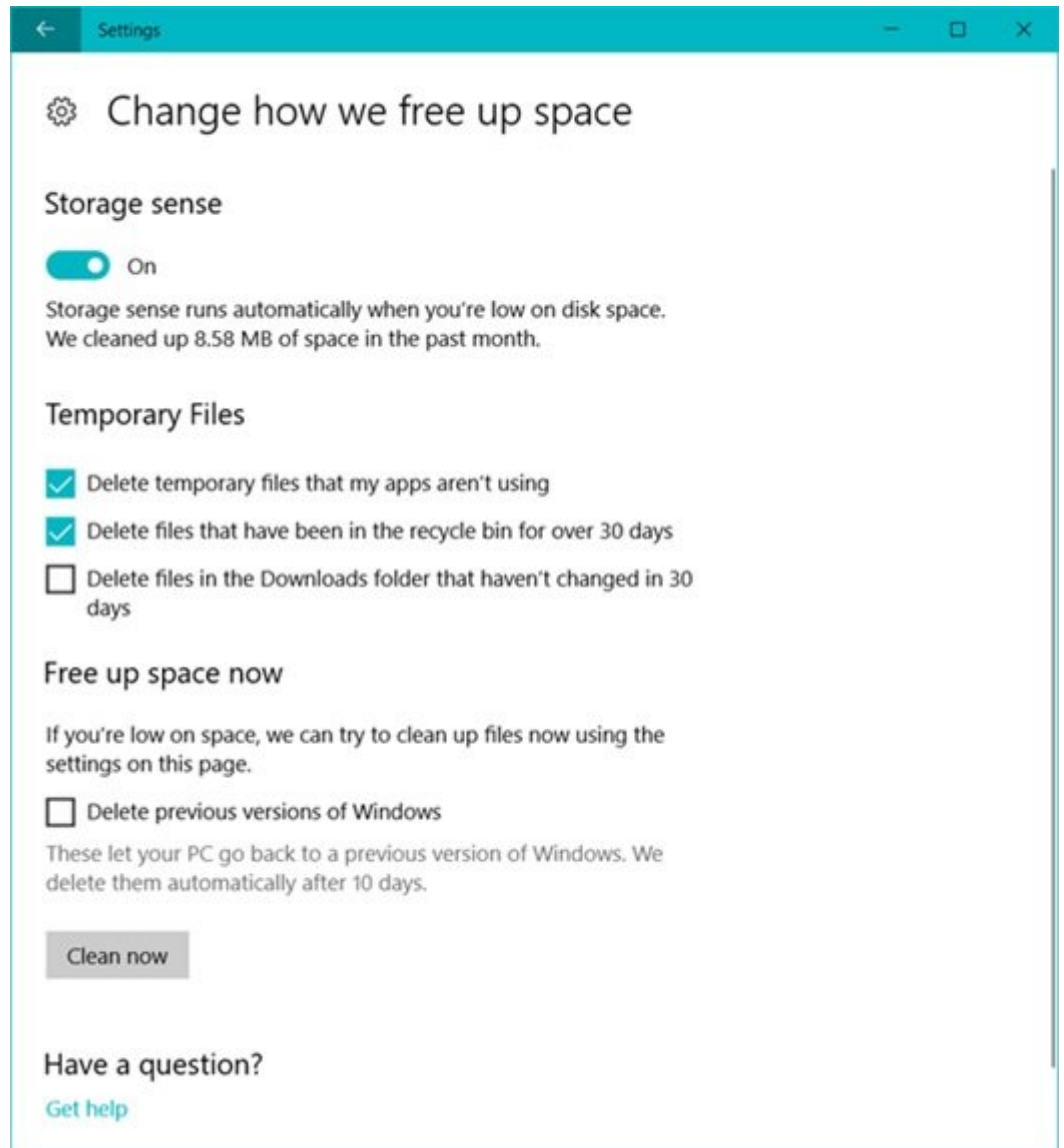 Settings
Change how we free up space
Storage sense
On
Storage sense runs automatically when you're low on disk space.
We cleaned up 8.58 MB of space in the past month.
Temporary Files
Delete temporary files that my apps aren't using
Delete files that have been in the recycle bin for over 30 days
Delete files in the Downloads folder that haven't changed in 30
days
Free up space now
If you're low on space, we can try to clean up files now using the
settings on this page.
Delete previous versions of Windows
These let your PC go back to a previous version of Windows. We
delete them automatically after 10 days.
Clean now
Have a question?
Get help